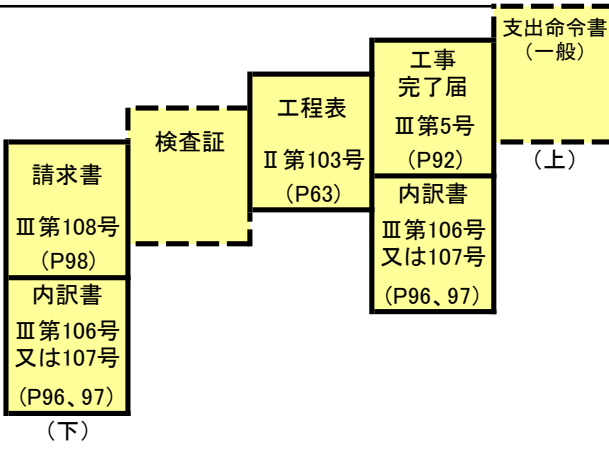 支出命令書
（一般）
（上）
工事
完了届
Ⅲ第5号
（P92）
内訳書
Ⅲ第106号
又は107号
（P96、97）
工程表
Ⅱ第103号
（P63）
検査証
請求書
Ⅲ第108号
（P98）
内訳書
Ⅲ第106号
又は107号
（P96、97）
（下）